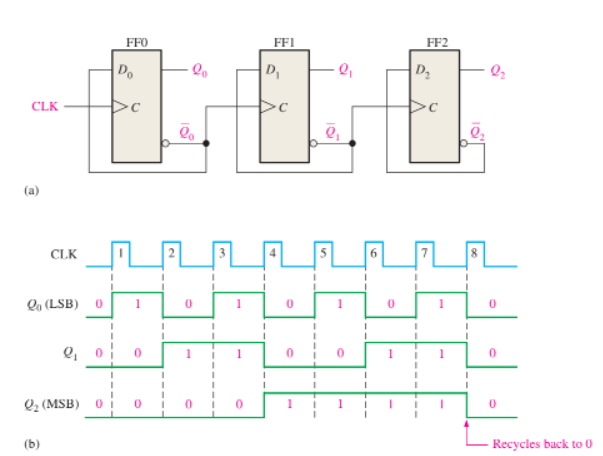 FF0 FF1 FF2
D₀ Q₀ D₁ Q₁ D₂ Q₂
CLK C C C
Q̅₀ Q̅₁ Q̅₂
(a)
CLK 1 2 3 4 5 6 7 8
Q₀ (LSB) 0 1 0 1 0 1 0 1 0
Q₁ 0 0 1 1 0 0 1 1 0
Q₂ (MSB) 0 0 0 0 1 1 1 1 0
(b) Recycles back to 0